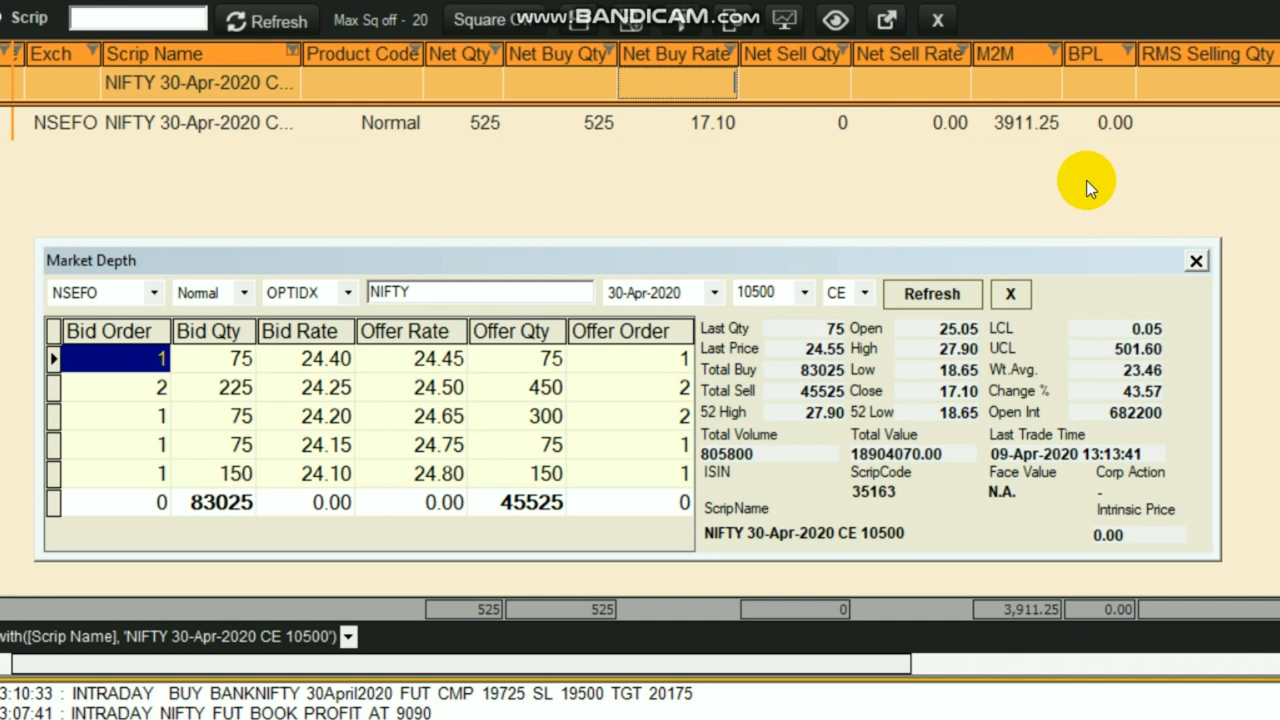 Scrip Refresh Max Sq off - 20 Square www.BANDICAM.com X
Exch Scrip Name Product Code Net Qty Net Buy Qty Net Buy Rate Net Sell Qty Net Sell Rate M2M BPL RMS Selling Qty
NIFTY 30-Apr-2020 C...
NSEFO NIFTY 30-Apr-2020 C... Normal 525 525 17.10 0 0.00 3911.25 0.00
Market Depth
NSEFO Normal OPTIDX NIFTY 30-Apr-2020 10500 CE Refresh X
Bid Order Bid Qty Bid Rate Offer Rate Offer Qty Offer Order
1 75 24.40 24.45 75 1
2 225 24.25 24.50 450 2
1 75 24.20 24.65 300 2
1 75 24.15 24.75 75 1
1 150 24.10 24.80 150 1
0 83025 0.00 0.00 45525 0
Last Qty 75 Open 25.05 LCL 0.05
Last Price 24.55 High 27.90 UCL 501.60
Total Buy 83025 Low 18.65 Wt.Avg. 23.46
Total Sell 45525 Close 17.10 Change % 43.57
52 High 27.90 52 Low 18.65 Open Int 682200
Total Volume Total Value Last Trade Time
805800 18904070.00 09-Apr-2020 13:13:41
ISIN ScripCode Face Value Corp Action
35163 N.A. -
ScripName Intrinsic Price
NIFTY 30-Apr-2020 CE 10500 0.00
525 525 0 3,911.25 0.00
with([Scrip Name], 'NIFTY 30-Apr-2020 CE 10500')
3:10:33 : INTRADAY BUY BANKNIFTY 30April2020 FUT CMP 19725 SL 19500 TGT 20175
3:07:41 : INTRADAY NIFTY FUT BOOK PROFIT AT 9090